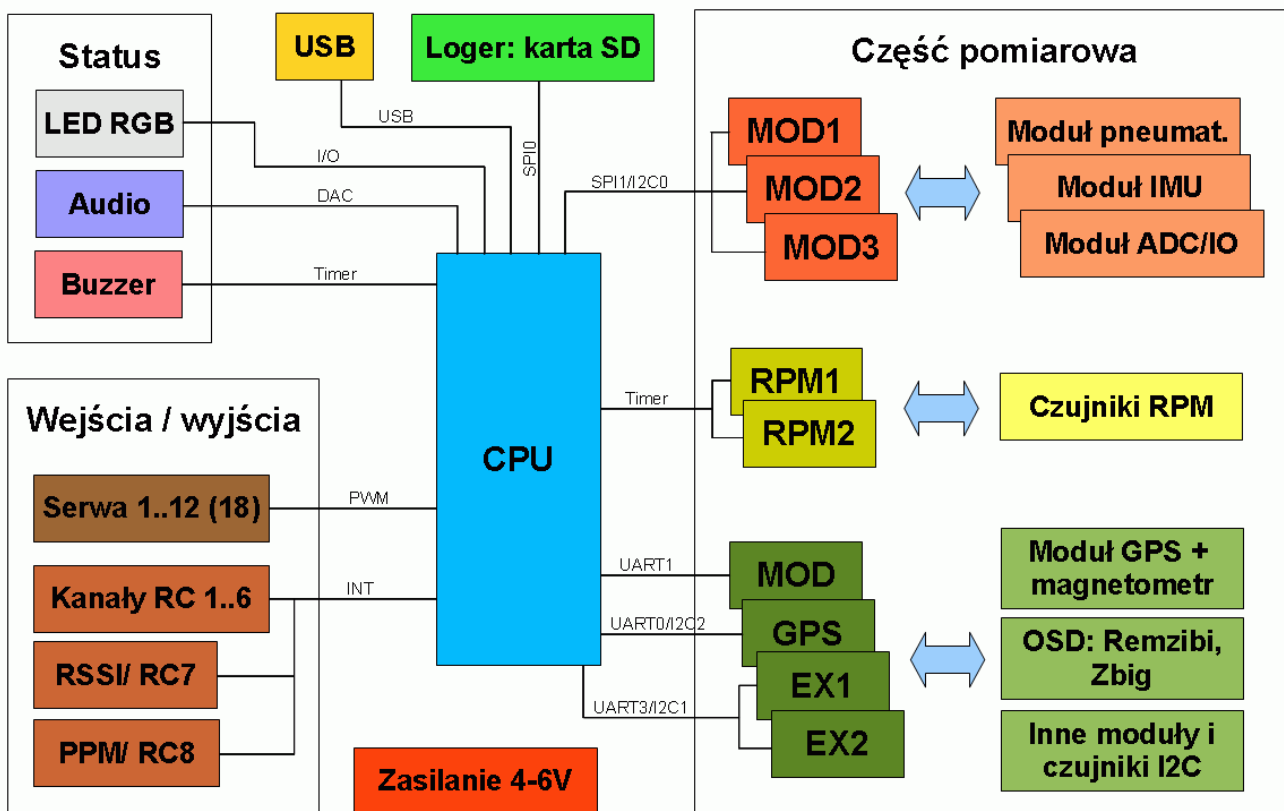 Status
LED RGB
Audio
Buzzer
USB
Loger: karta SD
USB
I/O
DAC
Timer
SPI0
SPI1/I2C0
CPU
Część pomiarowa
MOD1
MOD2
MOD3
Moduł pneumat.
Moduł IMU
Moduł ADC/IO
Timer
RPM1
RPM2
Czujniki RPM
UART1
UART0/I2C2
UART3/I2C1
MOD
GPS
EX1
EX2
Moduł GPS +
magnetometr
OSD: Remzibi,
Zbig
Inne moduły i
czujniki I2C
Wejścia / wyjścia
Serwa 1..12 (18)
PWM
Kanały RC 1..6
INT
RSSI/ RC7
PPM/ RC8
Zasilanie 4-6V